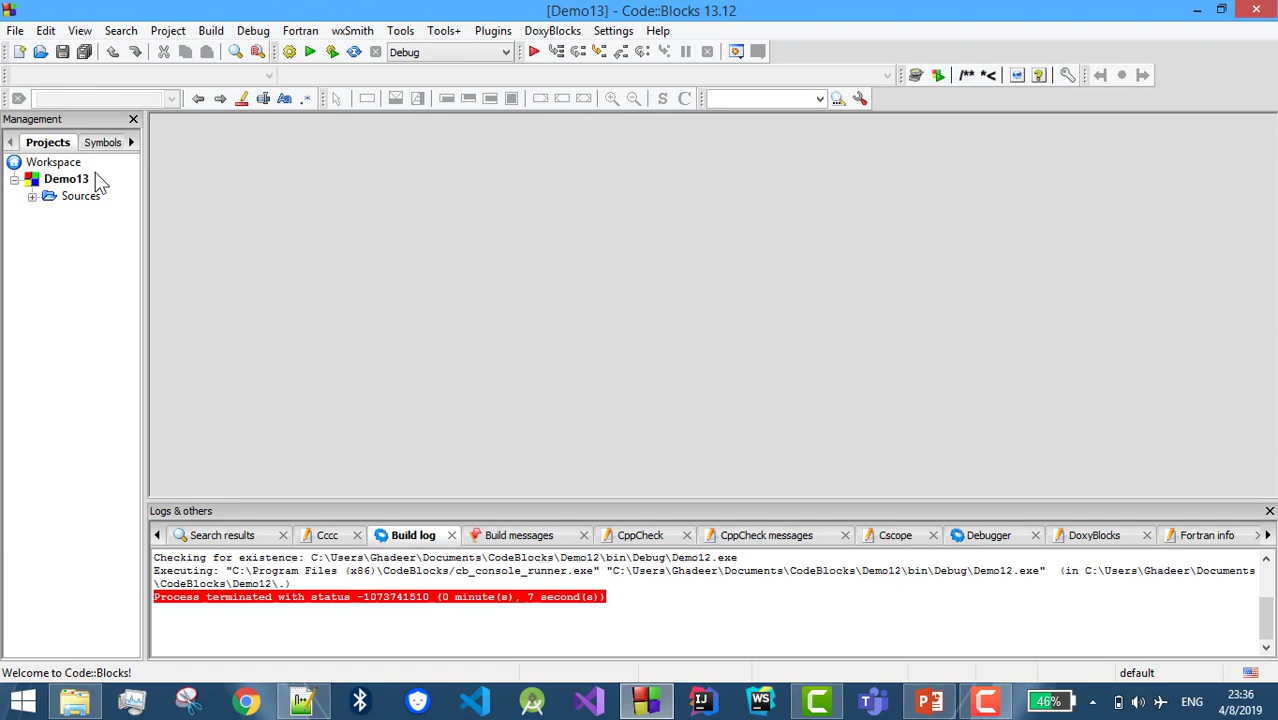 [Demo13] - Code::Blocks 13.12
File Edit View Search Project Build Debug Fortran wxSmith Tools Tools+ Plugins DoxyBlocks Settings Help
Debug
/** *<
S C
Management
Projects Symbols
Workspace
Demo13
Sources
Logs & others
Search results Cccc Build log Build messages CppCheck CppCheck messages Cscope Debugger DoxyBlocks Fortran info
Checking for existence: C:\Users\Ghadeer\Documents\CodeBlocks\Demo12\bin\Debug\Demo12.exe
Executing: "C:\Program Files (x86)\CodeBlocks/cb_console_runner.exe" "C:\Users\Ghadeer\Documents\CodeBlocks\Demo12\bin\Debug\Demo12.exe"  (in C:\Users\Ghadeer\Documents
\CodeBlocks\Demo12\.)
Process terminated with status -1073741510 (0 minute(s), 7 second(s))
Welcome to Code::Blocks!
default
46%
ENG
23:36
4/8/2019